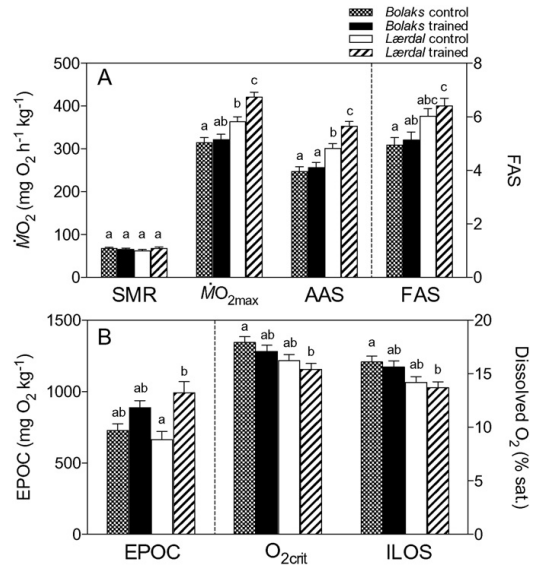 Bolaks control
Bolaks trained
Lærdal control
Lærdal trained
A
500
400
300
200
100
0
ṀO2 (mg O2 h-1 kg-1)
8
6
4
2
0
FAS
a a a a
a ab b c
a a b c
a ab abc c
SMR ṀO2max AAS FAS
B
1500
1000
500
0
EPOC (mg O2 kg-1)
20
15
10
5
0
Dissolved O2 (% sat.)
ab ab a b
a ab ab b
a ab ab b
EPOC O2crit ILOS